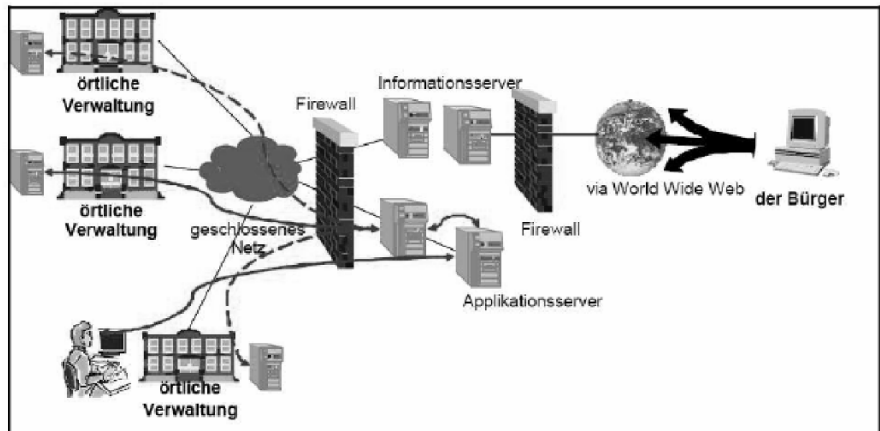 örtliche
Verwaltung
Informationsserver
Firewall
örtliche
Verwaltung
geschlossenes
Netz
via World Wide Web
der Bürger
Firewall
Applikationsserver
örtliche
Verwaltung